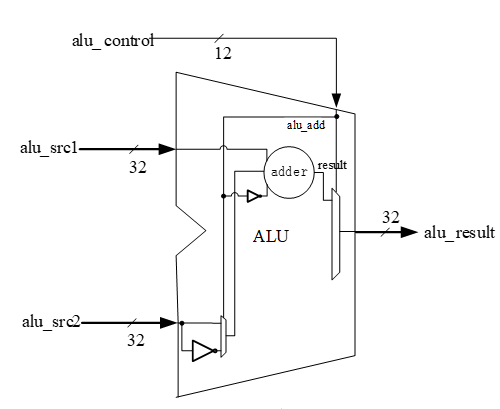 alu_control
12
alu_add
alu_src1
32
adder
result
32
alu_result
ALU
alu_src2
32